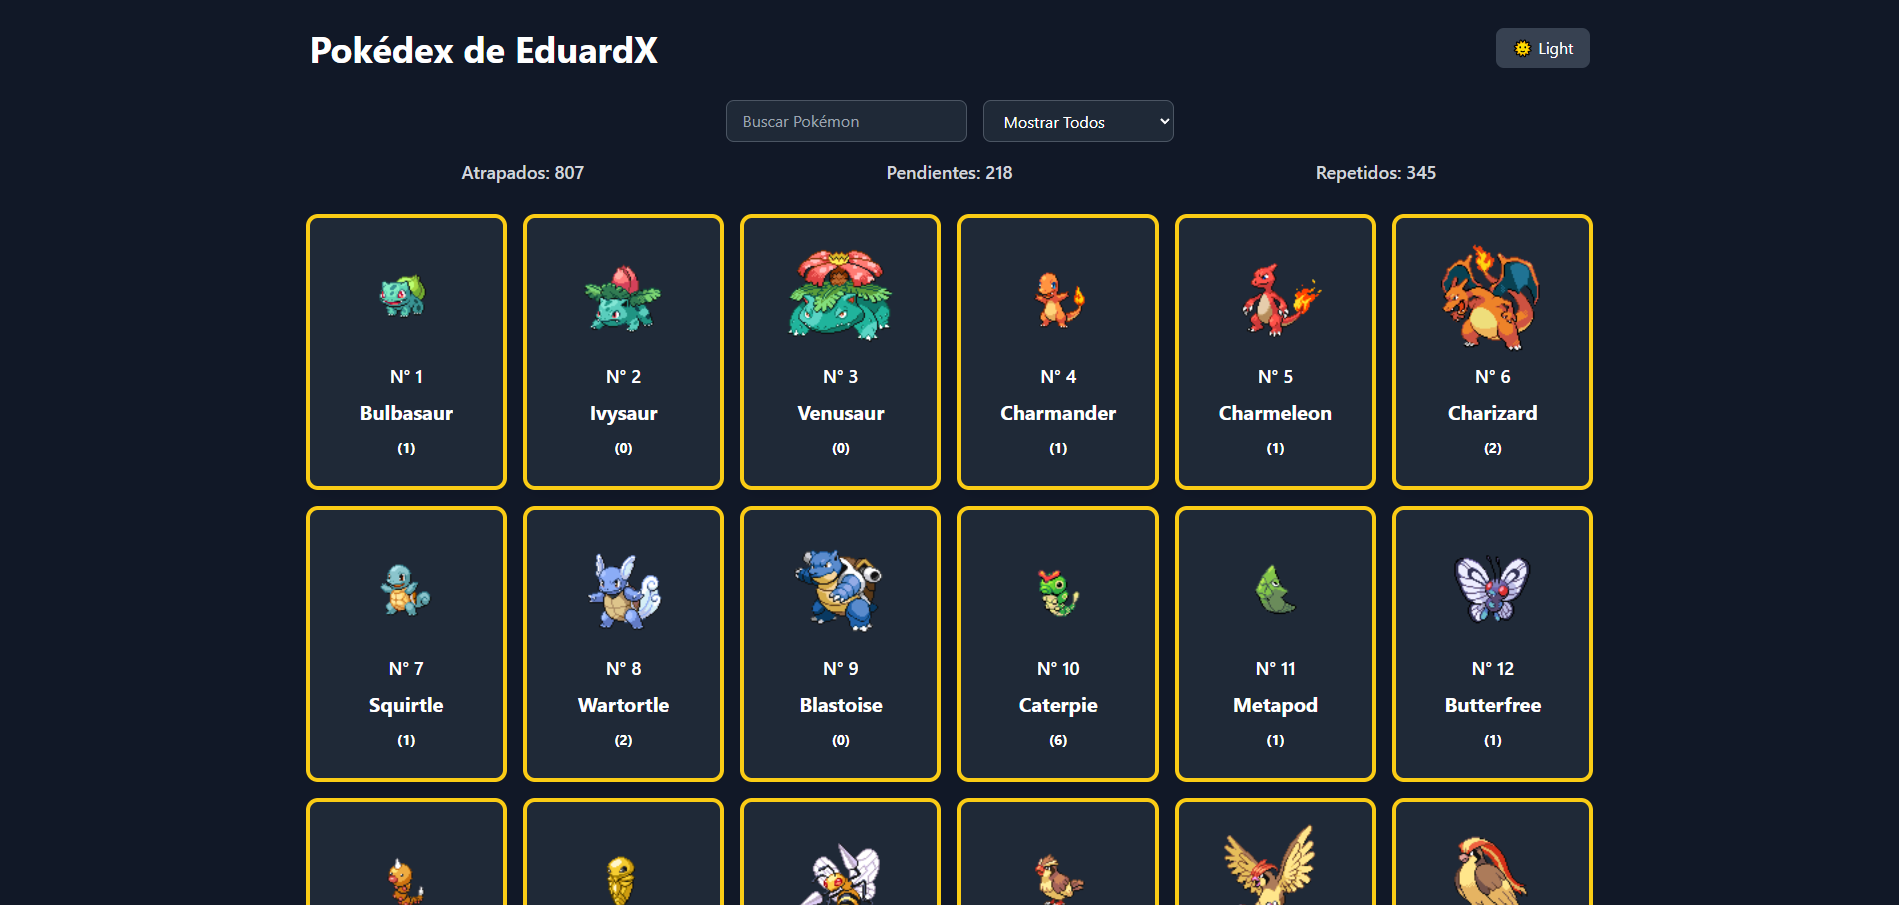 Pokédex de EduardX
Light
Buscar Pokémon
Mostrar Todos
Atrapados: 807
Pendientes: 218
Repetidos: 345
N° 1
Bulbasaur
(1)
N° 2
Ivysaur
(0)
N° 3
Venusaur
(0)
N° 4
Charmander
(1)
N° 5
Charmeleon
(1)
N° 6
Charizard
(2)
N° 7
Squirtle
(1)
N° 8
Wartortle
(2)
N° 9
Blastoise
(0)
N° 10
Caterpie
(6)
N° 11
Metapod
(1)
N° 12
Butterfree
(1)